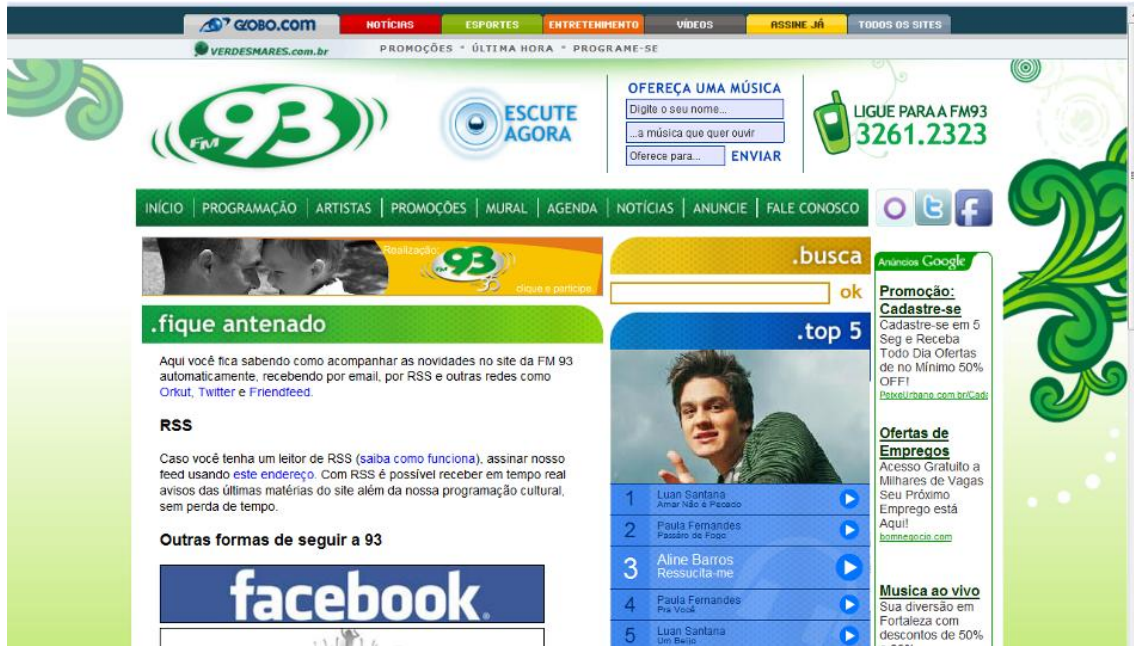 GLOBO.COM
NOTÍCIAS
ESPORTES
ENTRETENIMENTO
VÍDEOS
ASSINE JÁ
TODOS OS SITES
VERDESMARES.com.br
PROMOÇÕES * ÚLTIMA HORA * PROGRAME-SE
FM 93
ESCUTE
AGORA
OFEREÇA UMA MÚSICA
Digite o seu nome...
...a música que quer ouvir
Oferece para...
ENVIAR
LIGUE PARA A FM93
3261.2323
INÍCIO | PROGRAMAÇÃO | ARTISTAS | PROMOÇÕES | MURAL | AGENDA | NOTÍCIAS | ANUNCIE | FALE CONOSCO
Realização:
FM 93
clique e participe
.fique antenado
Aqui você fica sabendo como acompanhar as novidades no site da FM 93
automaticamente, recebendo por email, por RSS e outras redes como
Orkut, Twitter e Friendfeed.
RSS
Caso você tenha um leitor de RSS (saiba como funciona), assinar nosso
feed usando este endereço. Com RSS é possível receber em tempo real
avisos das últimas matérias do site além da nossa programação cultural,
sem perda de tempo.
Outras formas de seguir a 93
facebook
.busca
ok
.top 5
1 Luan Santana
Amar Não é Pecado
2 Paula Fernandes
Passáro de Fogo
3 Aline Barros
Ressucita-me
4 Paula Fernandes
Pra Você
5 Luan Santana
Um Beijo
Anúncios Google
Promoção:
Cadastre-se
Cadastre-se em 5
Seg e Receba
Todo Dia Ofertas
de no Mínimo 50%
OFF!
PeixeUrbano.com.br/Cada
Ofertas de
Empregos
Acesso Gratuito a
Milhares de Vagas
Seu Próximo
Emprego está
Aqui!
bomnegocio.com
Musica ao vivo
Sua diversão em
Fortaleza com
descontos de 50%